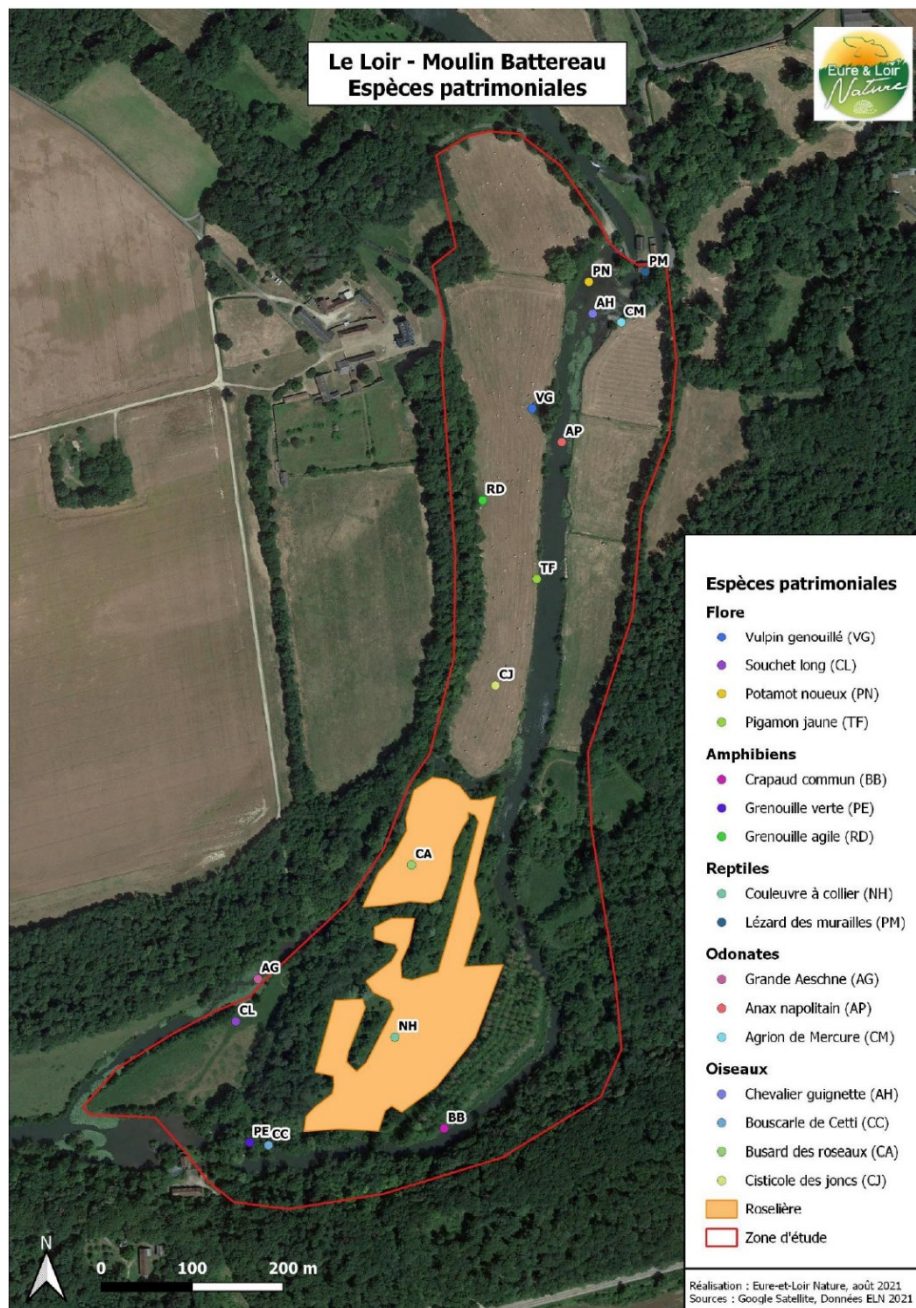 Le Loir - Moulin Battereau
Espèces patrimoniales
Eure & Loir
Nature
PM
PN
AH
CM
VG
AP
RD
TF
CJ
CA
AG
CL
NH
BB
PE
CC
Espèces patrimoniales
Flore
Vulpin genouillé (VG)
Souchet long (CL)
Potamot noueux (PN)
Pigamon jaune (TF)
Amphibiens
Crapaud commun (BB)
Grenouille verte (PE)
Grenouille agile (RD)
Reptiles
Couleuvre à collier (NH)
Lézard des murailles (PM)
Odonates
Grande Aeschne (AG)
Anax napolitain (AP)
Agrion de Mercure (CM)
Oiseaux
Chevalier guignette (AH)
Bouscarle de Cetti (CC)
Busard des roseaux (CA)
Cisticole des joncs (CJ)
Roselière
Zone d'étude
N
0 100 200 m
Réalisation : Eure-et-Loir Nature, août 2021
Sources : Google Satellite, Données ELN 2021